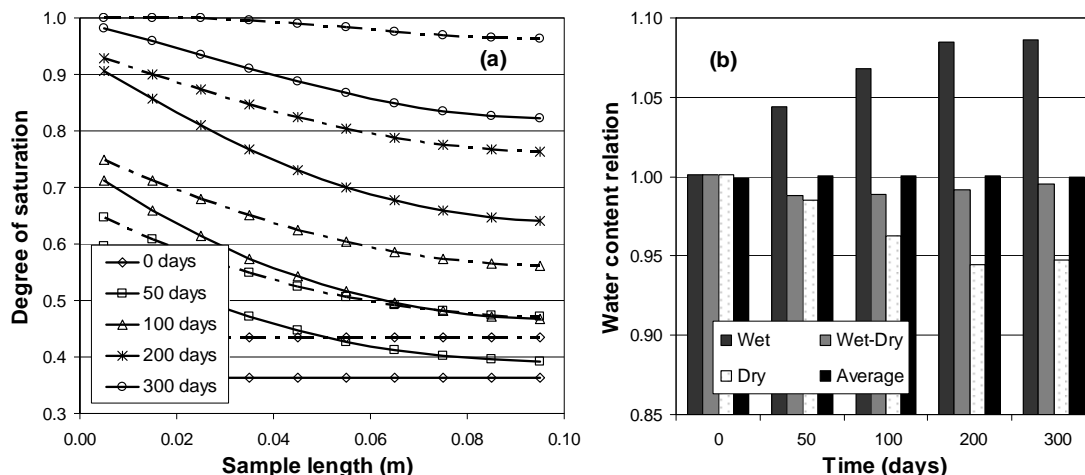 (a)
Degree of saturation
1.0
0.9
0.8
0.7
0.6
0.5
0.4
0.3
0 days
50 days
100 days
200 days
300 days
0.00 0.02 0.04 0.06 0.08 0.10
Sample length (m)
(b)
Water content relation
1.10
1.05
1.00
0.95
0.90
0.85
Wet Wet-Dry
Dry Average
0 50 100 200 300
Time (days)